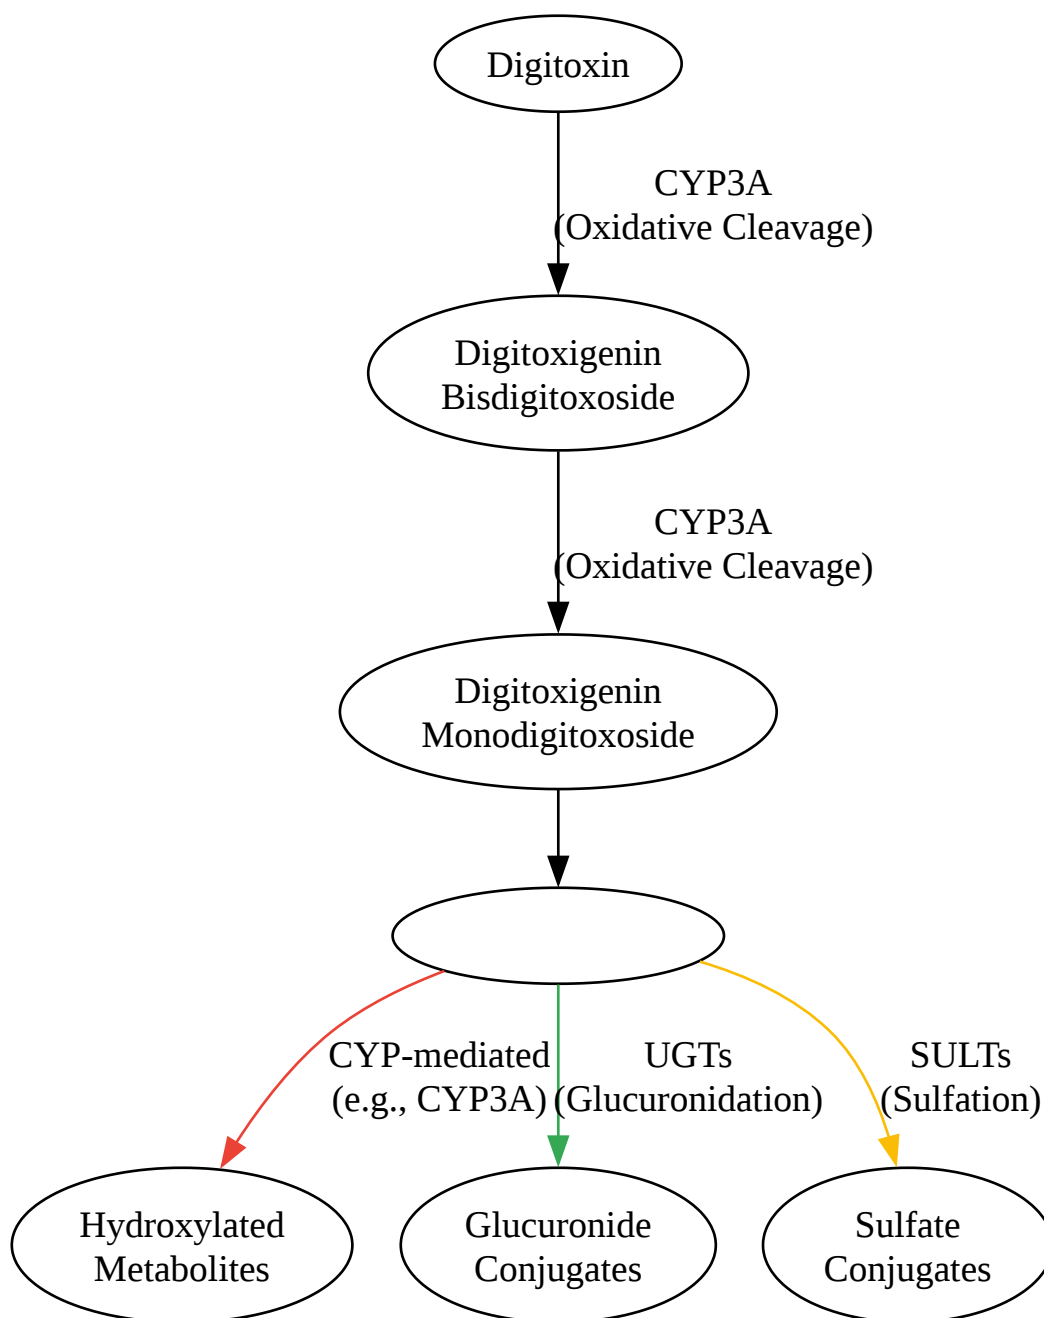 Digitoxin
CYP3A
(Oxidative Cleavage)
Digitoxigenin
Bisdigitoxoside
CYP3A
(Oxidative Cleavage)
Digitoxigenin
Monodigitoxoside
CYP-mediated
(e.g., CYP3A)
UGTs
(Glucuronidation)
SULTs
(Sulfation)
Hydroxylated
Metabolites
Glucuronide
Conjugates
Sulfate
Conjugates